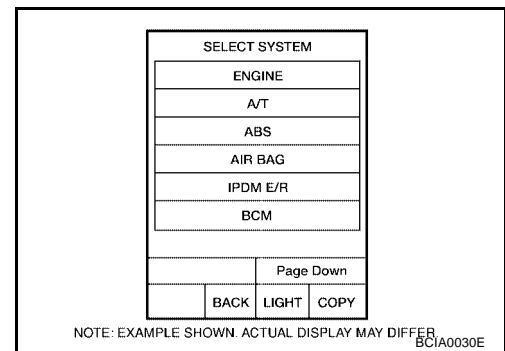 SELECT SYSTEM
ENGINE
A/T
ABS
AIR BAG
IPDM E/R
BCM
Page Down
BACK LIGHT COPY
NOTE: EXAMPLE SHOWN. ACTUAL DISPLAY MAY DIFFER.
BCIA0030E